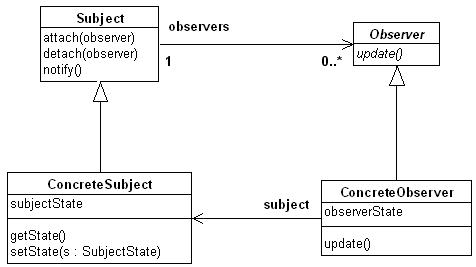 Subject
attach(observer)
detach(observer)
notify()
observers
1
0..*
Observer
update()
ConcreteSubject
subjectState
getState()
setState(s : SubjectState)
subject
ConcreteObserver
observerState
update()